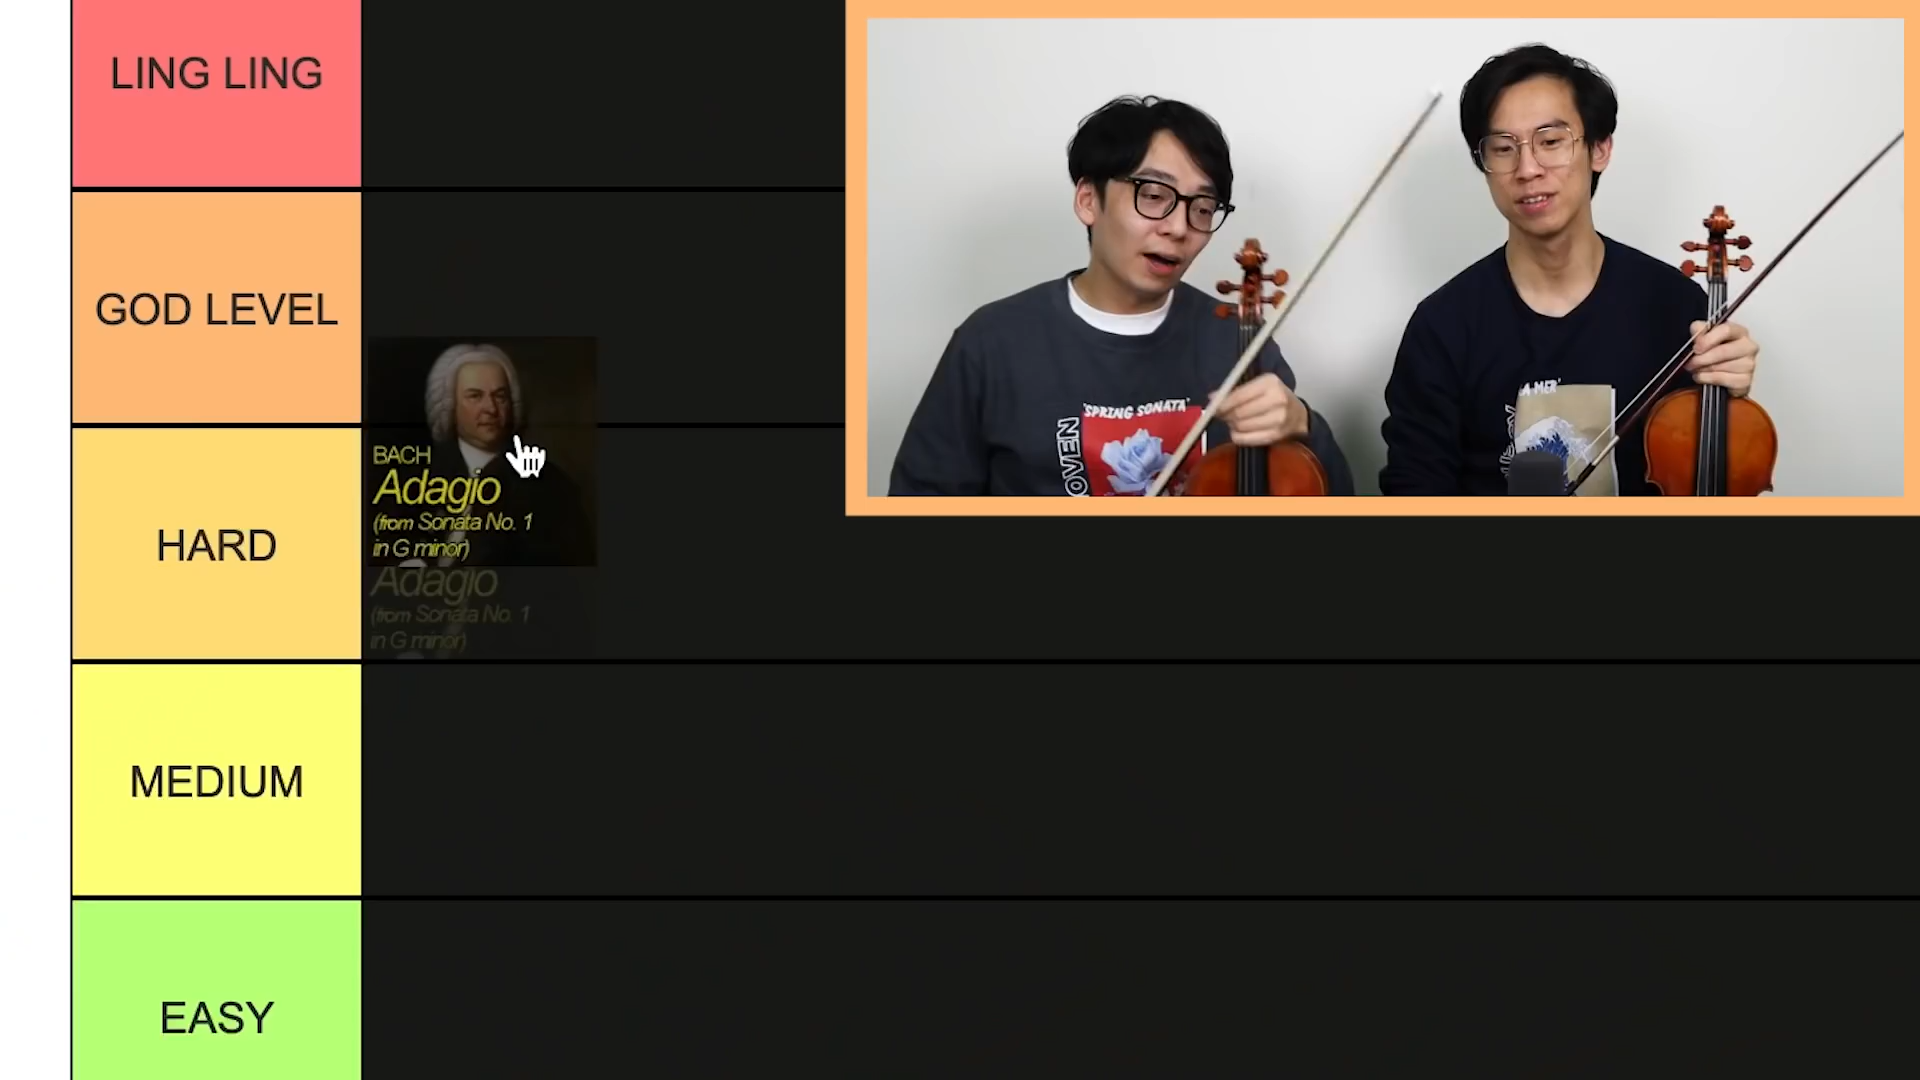 LING LING
GOD LEVEL
HARD
MEDIUM
EASY
BACH
Adagio
(from Sonata No. 1
in G minor)
Adagio
(from Sonata No. 1
in G minor)
'SPRING SONATA'
OVEN
A MER'